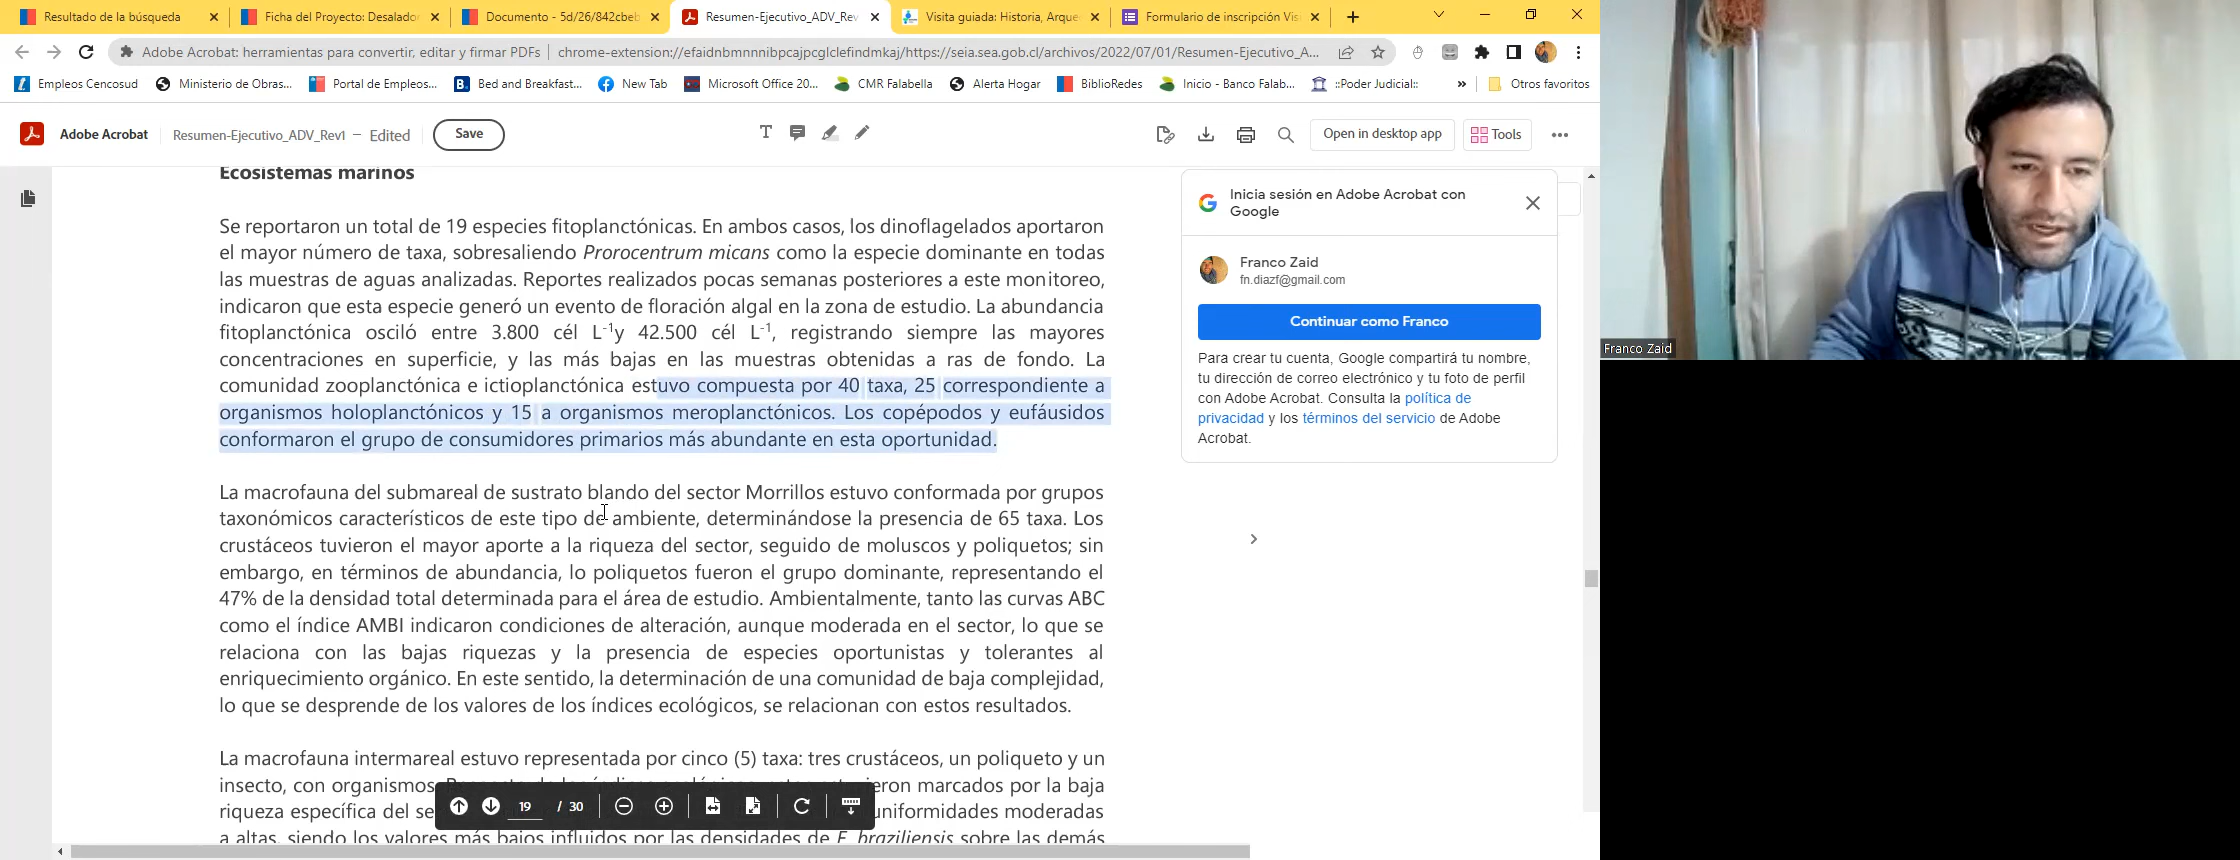 Resultado de la búsqueda
Ficha del Proyecto: Desalador
Documento - 5d/26/842cbeb
Resumen-Ejecutivo_ADV_Rev
Visita guiada: Historia, Arque
Formulario de inscripción Vis
Adobe Acrobat: herramientas para convertir, editar y firmar PDFs
chrome-extension://efaidnbmnnnibpcajpcglclefindmkaj/https://seia.sea.gob.cl/archivos/2022/07/01/Resumen-Ejecutivo_A...
Empleos Cencosud
Ministerio de Obras...
Portal de Empleos...
Bed and Breakfast...
New Tab
Microsoft Office 20...
CMR Falabella
Alerta Hogar
BiblioRedes
Inicio - Banco Falab...
::Poder Judicial::
»
Otros favoritos
Adobe Acrobat
Resumen-Ejecutivo_ADV_Rev1 – Edited
Save
Open in desktop app
Tools
Ecosistemas marinos
Se reportaron un total de 19 especies fitoplanctónicas. En ambos casos, los dinoflagelados aportaron
el mayor número de taxa, sobresaliendo Prorocentrum micans como la especie dominante en todas
las muestras de aguas analizadas. Reportes realizados pocas semanas posteriores a este monitoreo,
indicaron que esta especie generó un evento de floración algal en la zona de estudio. La abundancia
fitoplanctónica osciló entre 3.800 cél L-1y 42.500 cél L-1, registrando siempre las mayores
concentraciones en superficie, y las más bajas en las muestras obtenidas a ras de fondo. La
comunidad zooplanctónica e ictioplanctónica estuvo compuesta por 40 taxa, 25 correspondiente a
organismos holoplanctónicos y 15 a organismos meroplanctónicos. Los copépodos y eufáusidos
conformaron el grupo de consumidores primarios más abundante en esta oportunidad.
La macrofauna del submareal de sustrato blando del sector Morrillos estuvo conformada por grupos
taxonómicos característicos de este tipo de ambiente, determinándose la presencia de 65 taxa. Los
crustáceos tuvieron el mayor aporte a la riqueza del sector, seguido de moluscos y poliquetos; sin
embargo, en términos de abundancia, lo poliquetos fueron el grupo dominante, representando el
47% de la densidad total determinada para el área de estudio. Ambientalmente, tanto las curvas ABC
como el índice AMBI indicaron condiciones de alteración, aunque moderada en el sector, lo que se
relaciona con las bajas riquezas y la presencia de especies oportunistas y tolerantes al
enriquecimiento orgánico. En este sentido, la determinación de una comunidad de baja complejidad,
lo que se desprende de los valores de los índices ecológicos, se relacionan con estos resultados.
La macrofauna intermareal estuvo representada por cinco (5) taxa: tres crustáceos, un poliqueto y un
insecto, con organismos marcados por la baja
riqueza específica del uniformidades moderadas
a altas, siendo los valores más bajos influidos por las densidades de E. braziliensis sobre las demás
19 / 30
Inicia sesión en Adobe Acrobat con
Google
Franco Zaid
fn.diazf@gmail.com
Continuar como Franco
Para crear tu cuenta, Google compartirá tu nombre,
tu dirección de correo electrónico y tu foto de perfil
con Adobe Acrobat. Consulta la política de
privacidad y los términos del servicio de Adobe
Acrobat.
Franco Zaid